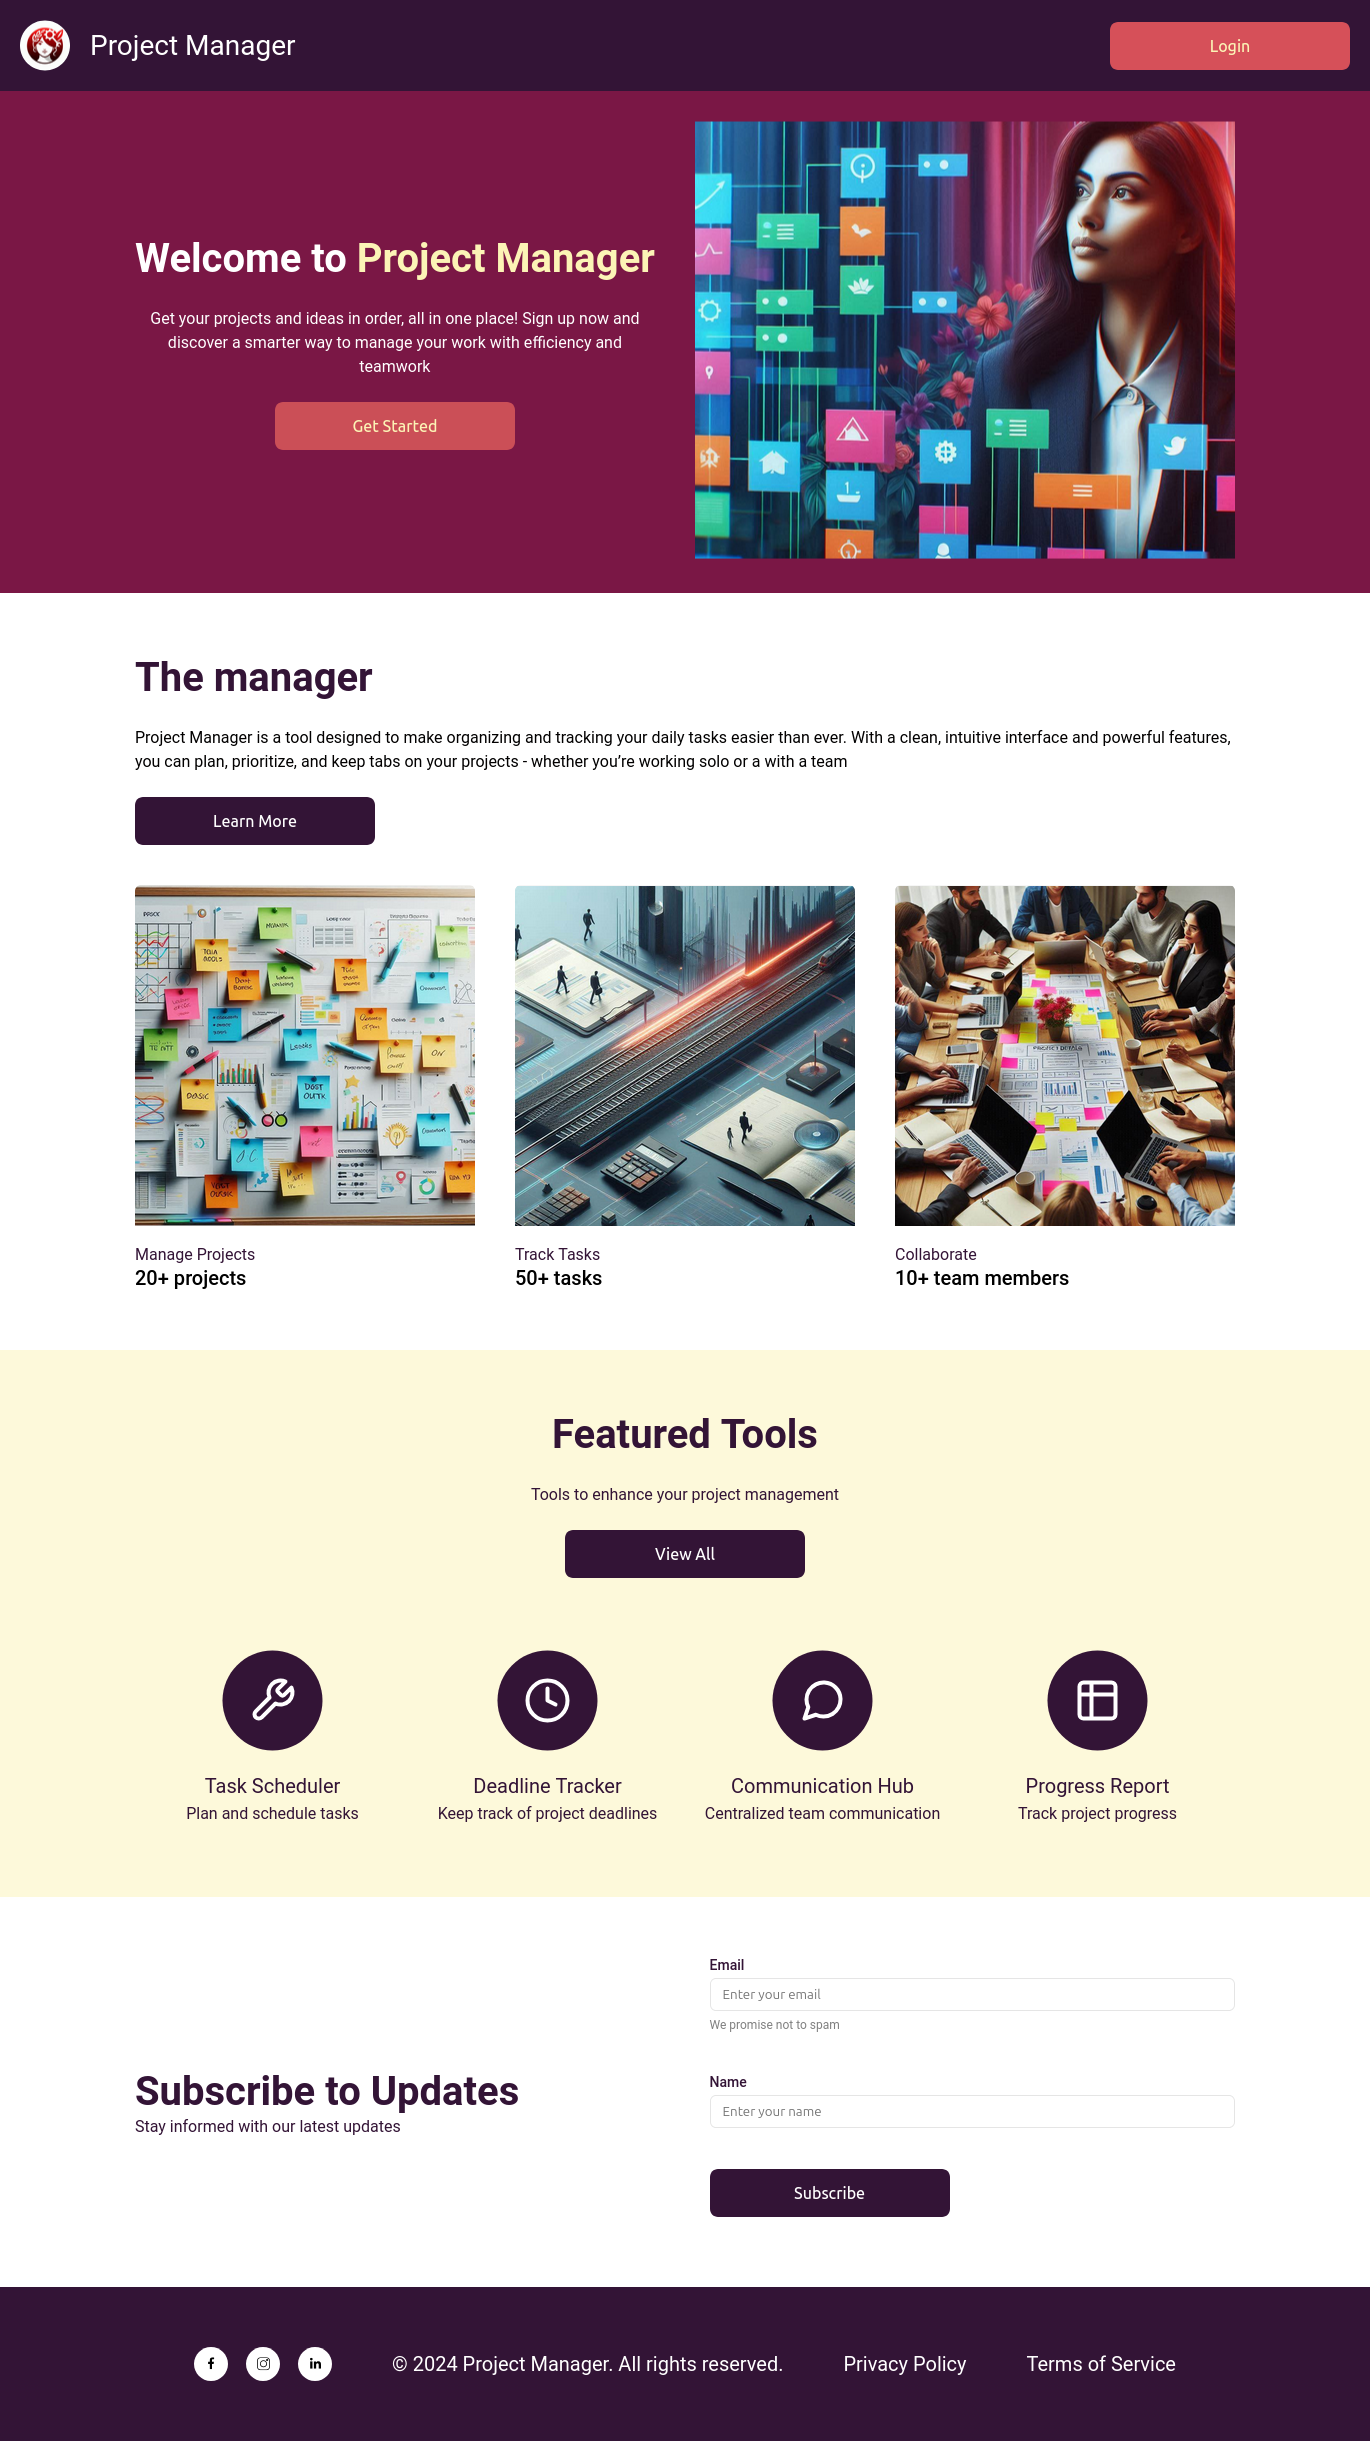 Project Manager
Login
Welcome to Project Manager
Get your projects and ideas in order, all in one place! Sign up now and
discover a smarter way to manage your work with efficiency and
teamwork
Get Started
The manager
Project Manager is a tool designed to make organizing and tracking your daily tasks easier than ever. With a clean, intuitive interface and powerful features,
you can plan, prioritize, and keep tabs on your projects - whether you’re working solo or a with a team
Learn More
Manage Projects
20+ projects
Track Tasks
50+ tasks
Collaborate
10+ team members
Featured Tools
Tools to enhance your project management
View All
Task Scheduler
Plan and schedule tasks
Deadline Tracker
Keep track of project deadlines
Communication Hub
Centralized team communication
Progress Report
Track project progress
Email
Enter your email
We promise not to spam
Subscribe to Updates
Stay informed with our latest updates
Name
Enter your name
Subscribe
© 2024 Project Manager. All rights reserved.
Privacy Policy
Terms of Service